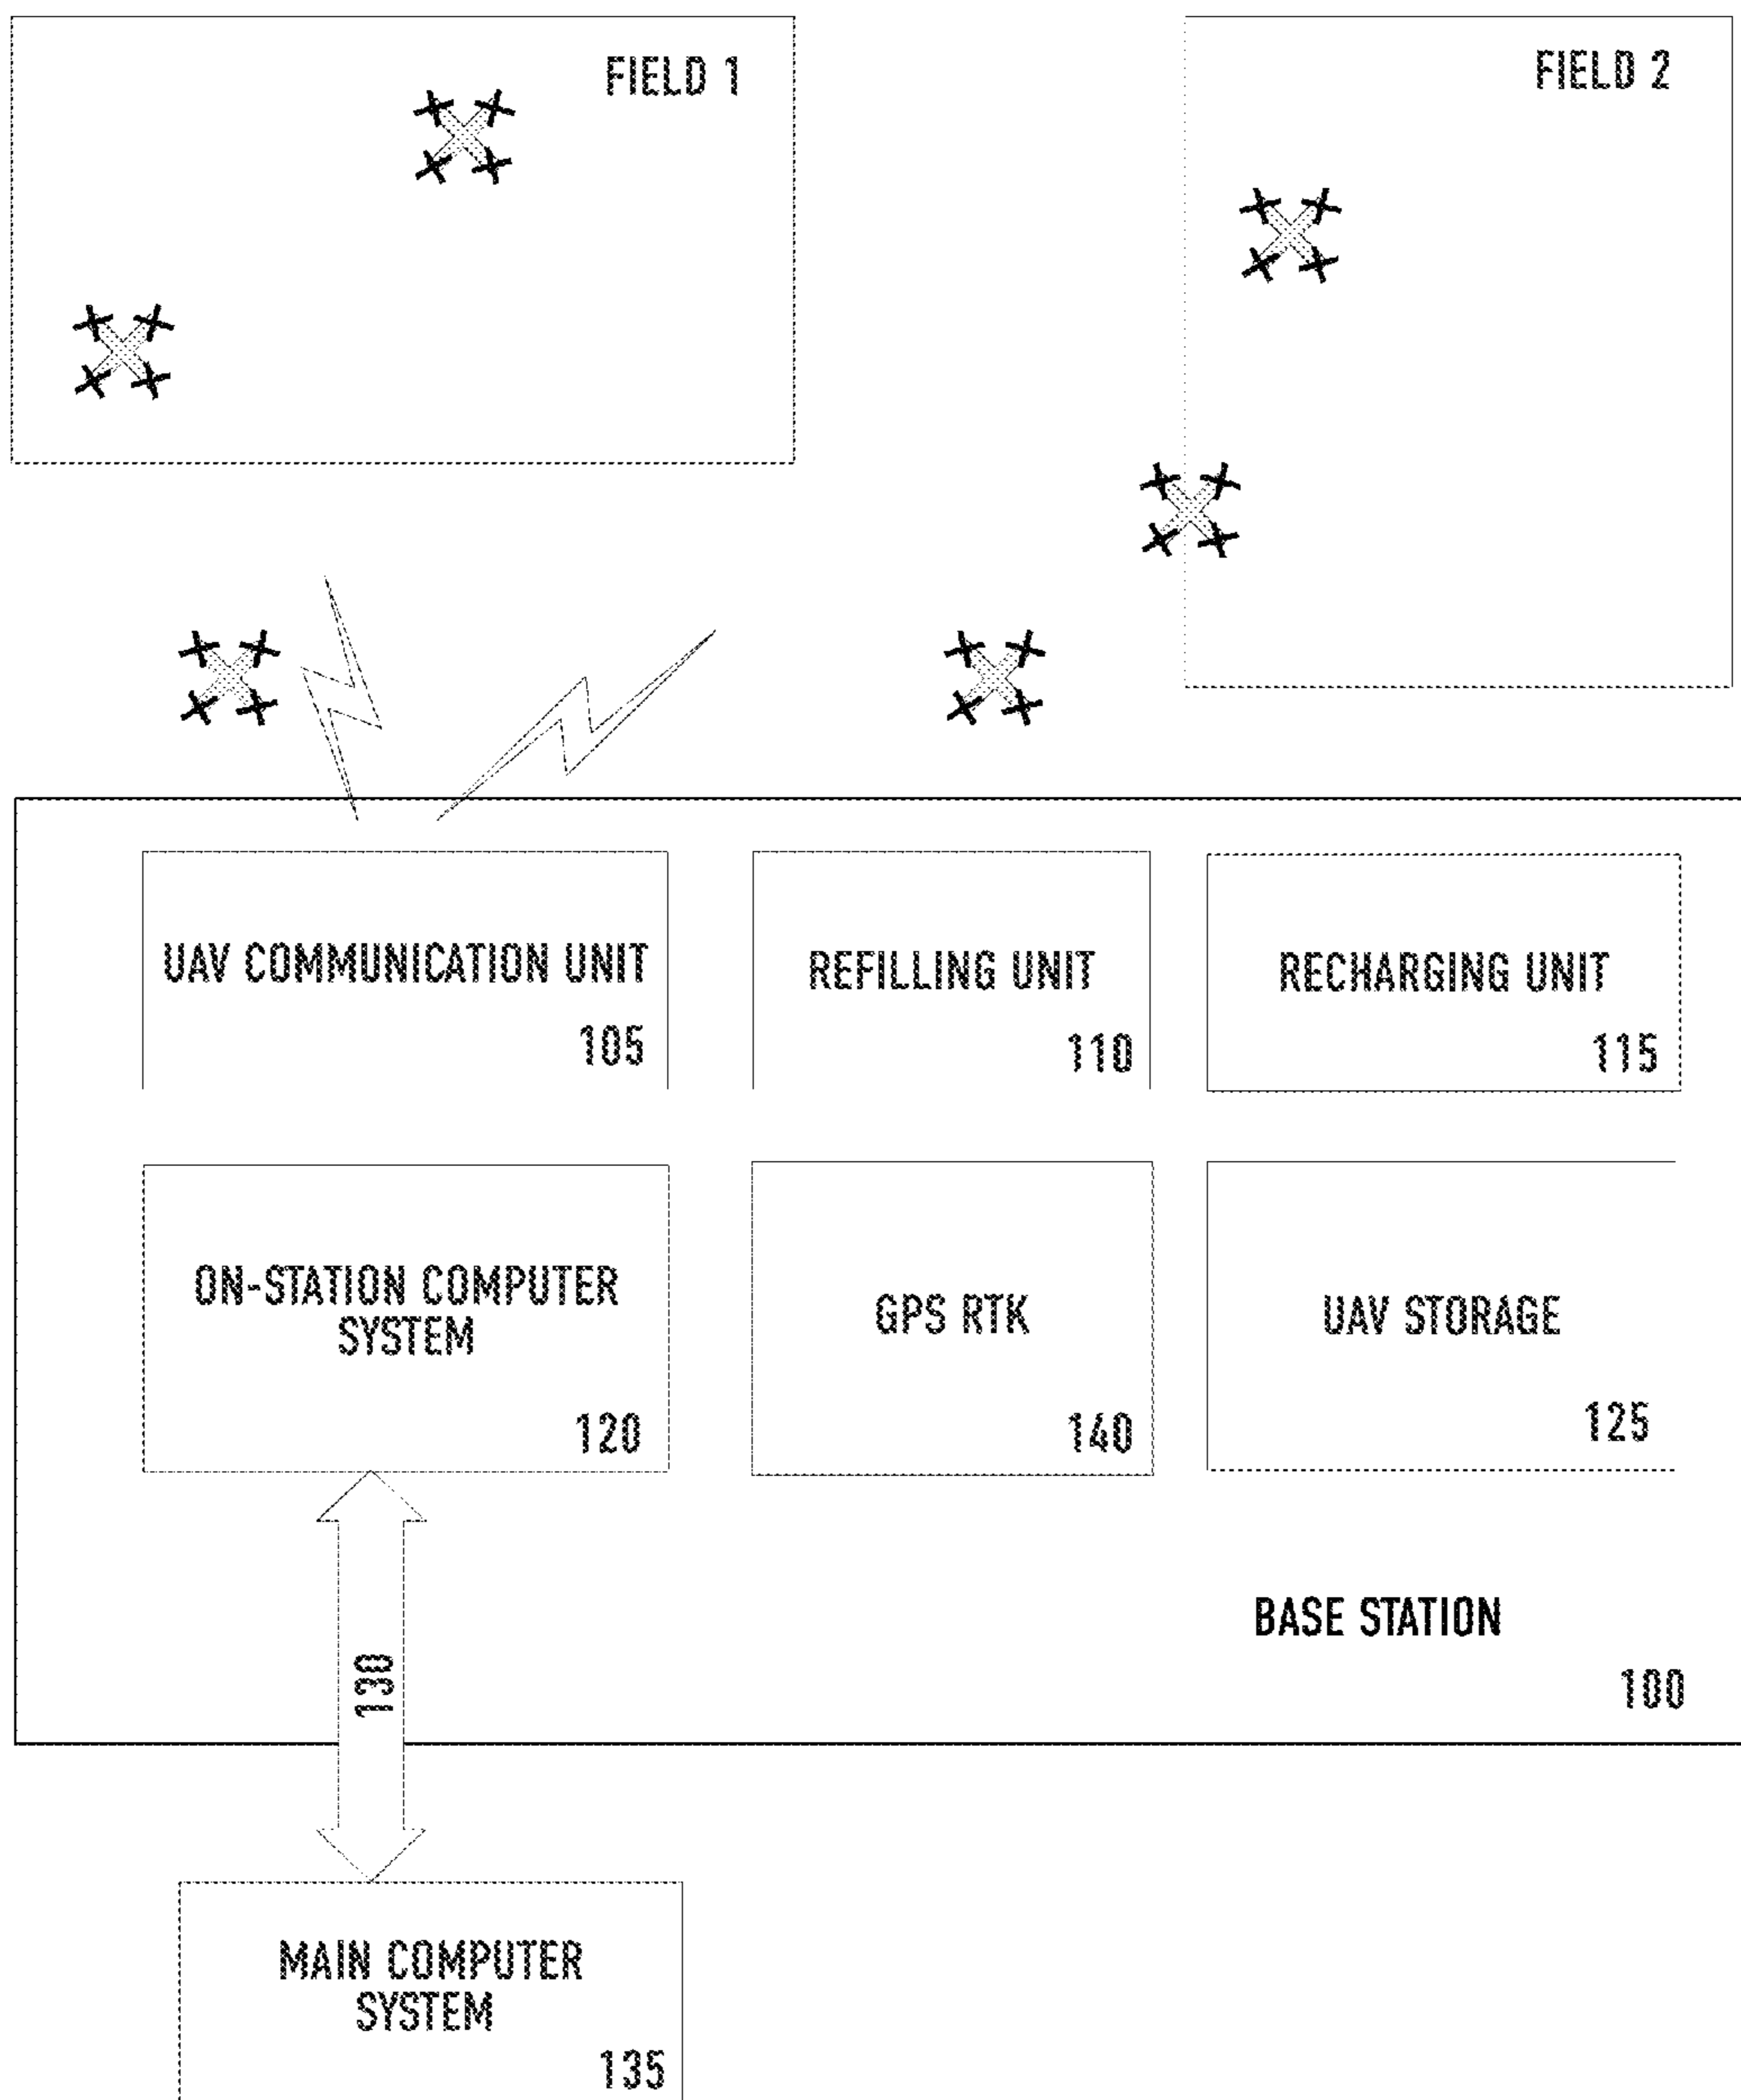 FIELD 1
FIELD 2
UAV COMMUNICATION UNIT
105
REFILLING UNIT
110
RECHARGING UNIT
115
ON-STATION COMPUTER
SYSTEM
120
GPS RTK
140
UAV STORAGE
125
BASE STATION
100
130
MAIN COMPUTER
SYSTEM
135